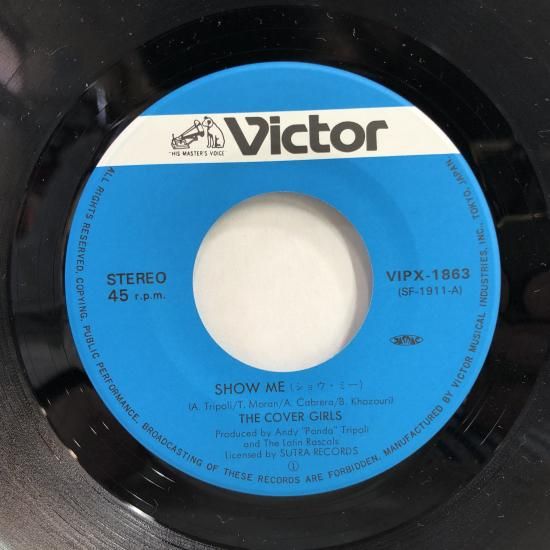 Victor
"HIS MASTER'S VOICE"
STEREO
45 r.p.m.
VIPX-1863
(SF-1911-A)
SHOW ME (ショウ・ミー)
(A. Tripoli/T. Moran/A. Cabrera/B. Khozouri)
THE COVER GIRLS
Produced by Andy "Panda" Tripoli
and The Latin Rascals
Licensed by SUTRA RECORDS
ALL RIGHTS RESERVED, COPYING, PUBLIC PERFORMANCE, BROADCASTING OF THESE RECORDS ARE FORBIDDEN. MANUFACTURED BY VICTOR MUSICAL INDUSTRIES, INC., TOKYO, JAPAN.